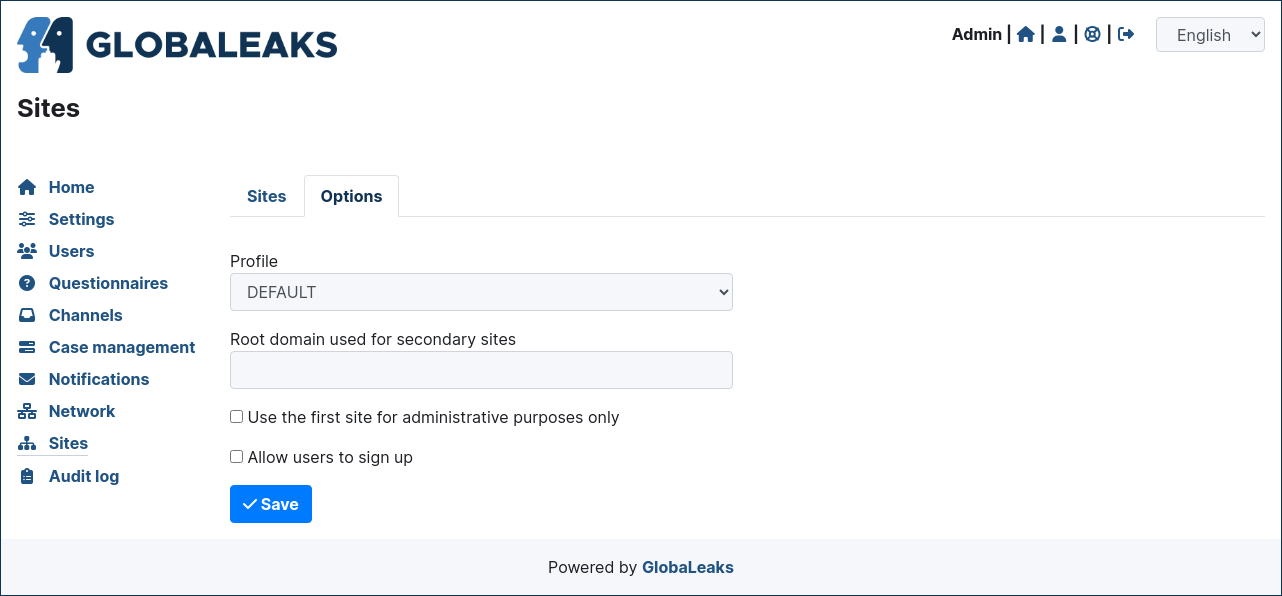 GLOBALEAKS
Admin | | | |
English
Sites
Home
Settings
Users
Questionnaires
Channels
Case management
Notifications
Network
Sites
Audit log
Sites
Options
Profile
DEFAULT
Root domain used for secondary sites
Use the first site for administrative purposes only
Allow users to sign up
Save
Powered by GlobaLeaks